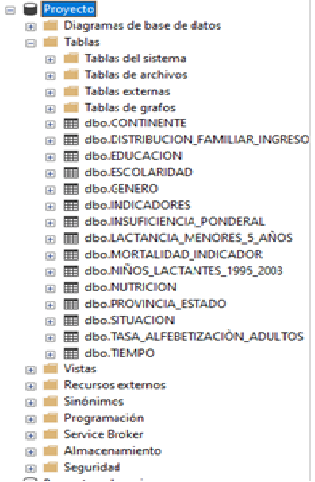 Proyecto
Diagramas de base de datos
Tablas
Tablas del sistema
Tablas de archivos
Tablas externas
Tablas de grafos
dbo.CONTINENTE
dbo.DISTRIBUCION_FAMILIAR_INGRESO
dbo.EDUCACION
dbo.ESCOLARIDAD
dbo.GENERO
dbo.INDICADORES
dbo.INSUFICIENCIA_PONDERAL
dbo.LACTANCIA_MENORES_5_AÑOS
dbo.MORTALIDAD_INDICADOR
dbo.NIÑOS_LACTANTES_1995_2003
dbo.NUTRICION
dbo.PROVINCIA_ESTADO
dbo.SITUACION
dbo.TASA_ALFEBETIZACIÓN_ADULTOS
dbo.TIEMPO
Vistas
Recursos externos
Sinónimos
Programación
Service Broker
Almacenamiento
Seguridad